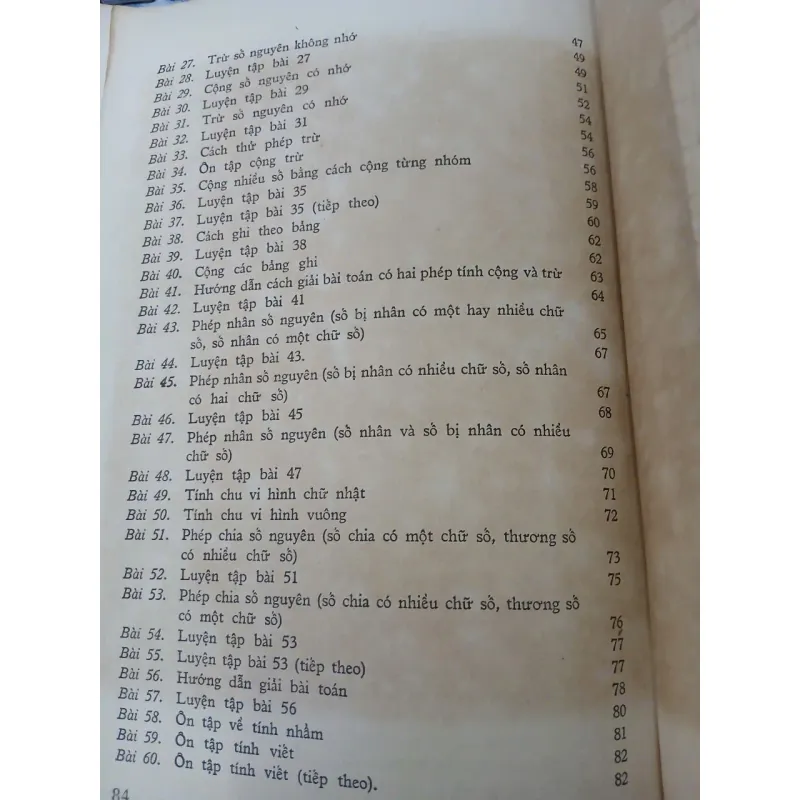 Bài 27. Trừ số nguyên không nhớ 47
Bài 28. Luyện tập bài 27 49
Bài 29. Cộng số nguyên có nhớ 49
Bài 30. Luyện tập bài 29 51
Bài 31. Trừ số nguyên có nhớ 52
Bài 32. Luyện tập bài 31 54
Bài 33. Cách thử phép trừ 54
Bài 34. Ôn tập cộng trừ 56
Bài 35. Cộng nhiều số bằng cách cộng từng nhóm 56
Bài 36. Luyện tập bài 35 58
Bài 37. Luyện tập bài 35 (tiếp theo) 59
Bài 38. Cách ghi theo bảng 60
Bài 39. Luyện tập bài 38 62
Bài 40. Cộng các bảng ghi 62
Bài 41. Hướng dẫn cách giải bài toán có hai phép tính cộng và trừ 63
Bài 42. Luyện tập bài 41 64
Bài 43. Phép nhân số nguyên (số bị nhân có một hay nhiều chữ
số, số nhân có một chữ số) 65
Bài 44. Luyện tập bài 43. 67
Bài 45. Phép nhân số nguyên (số bị nhân có nhiều chữ số, số nhân
có hai chữ số) 67
Bài 46. Luyện tập bài 45 68
Bài 47. Phép nhân số nguyên (số nhân và số bị nhân có nhiều
chữ số) 69
Bài 48. Luyện tập bài 47 70
Bài 49. Tính chu vi hình chữ nhật 71
Bài 50. Tính chu vi hình vuông 72
Bài 51. Phép chia số nguyên (số chia có một chữ số, thương số
có nhiều chữ số) 73
Bài 52. Luyện tập bài 51 75
Bài 53. Phép chia số nguyên (số chia có nhiều chữ số, thương số
có một chữ số) 76
Bài 54. Luyện tập bài 53 77
Bài 55. Luyện tập bài 53 (tiếp theo) 77
Bài 56. Hướng dẫn giải bài toán 78
Bài 57. Luyện tập bài 56 80
Bài 58. Ôn tập về tính nhẩm 81
Bài 59. Ôn tập tính viết 82
Bài 60. Ôn tập tính viết (tiếp theo). 82
84